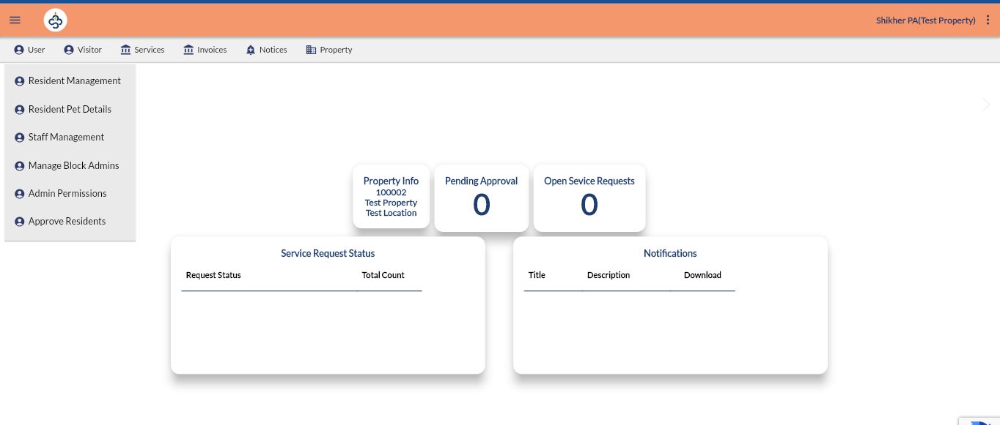 Shikher PA(Test Property)
User Visitor Services Invoices Notices Property
Resident Management
Resident Pet Details
Staff Management
Manage Block Admins
Admin Permissions
Approve Residents
Property Info
100002
Test Property
Test Location
Pending Approval
0
Open Sevice Requests
0
Service Request Status
Request Status Total Count
Notifications
Title Description Download